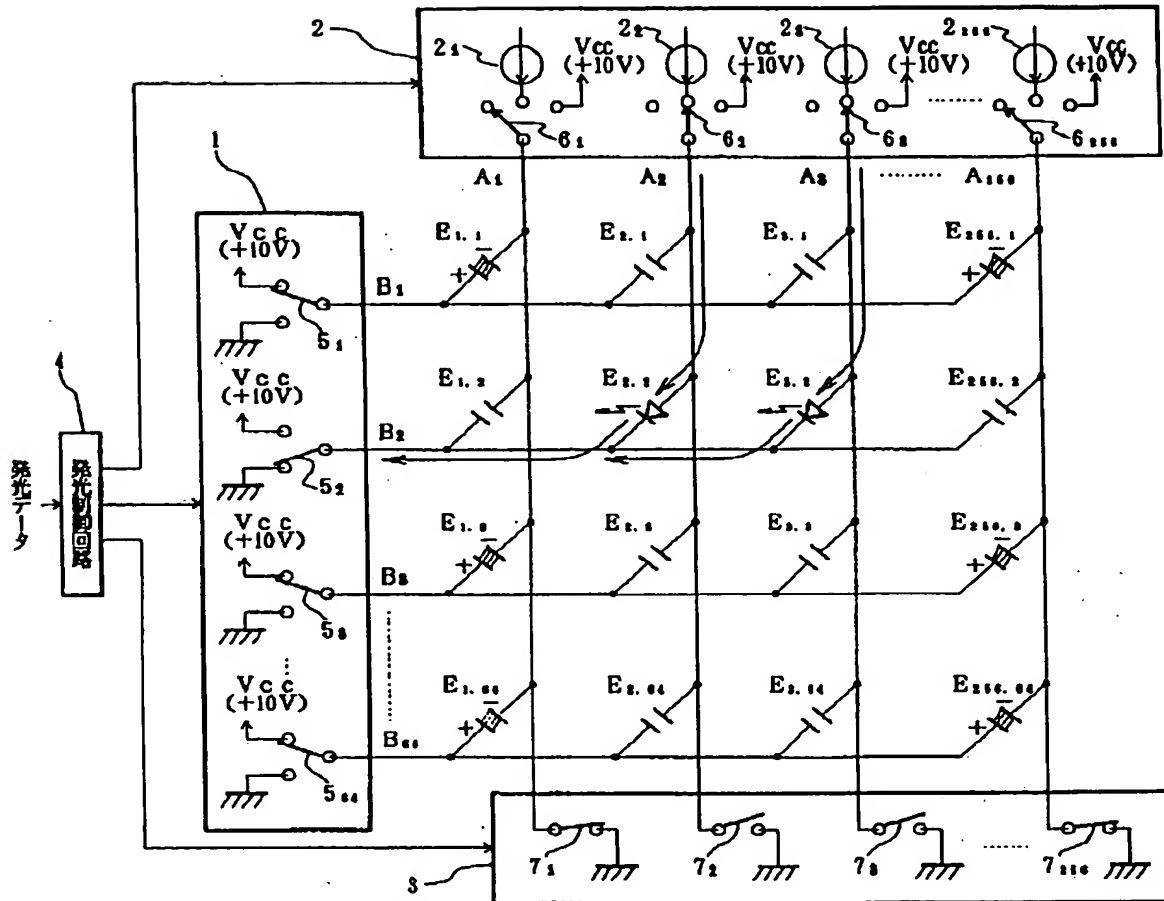 2
2₁
Vcc
(+10V)
2₂
Vcc
(+10V)
2₃
Vcc
(+10V)
2₂₅₆
Vcc
(+10V)
6₁
6₂
6₃
6₂₅₆
1
A₁
A₂
A₃
A₂₅₆
Vcc
(+10V)
5₁
B₁
E₁.₁
E₂.₁
E₃.₁
E₂₅₆.₁
+
−
+
−
4
発光データ
発光制御回路
Vcc
(+10V)
5₂
B₂
E₁.₂
E₂.₂
E₃.₂
E₂₅₆.₂
Vcc
(+10V)
5₃
B₃
E₁.₃
E₂.₃
E₃.₃
E₂₅₆.₃
+
−
+
−
Vcc
(+10V)
5₆₄
B₆₄
E₁.₆₄
E₂.₆₄
E₃.₆₄
E₂₅₆.₆₄
+
−
+
−
3
7₁
7₂
7₃
7₂₅₆